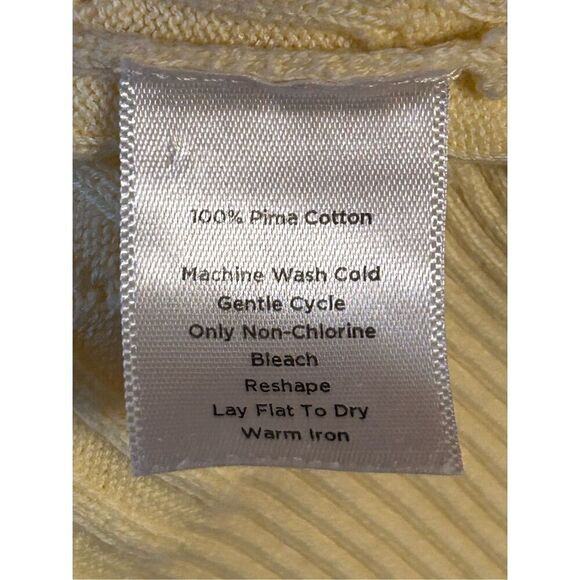 100% Pima Cotton
Machine Wash Cold
Gentle Cycle
Only Non-Chlorine
Bleach
Reshape
Lay Flat To Dry
Warm Iron